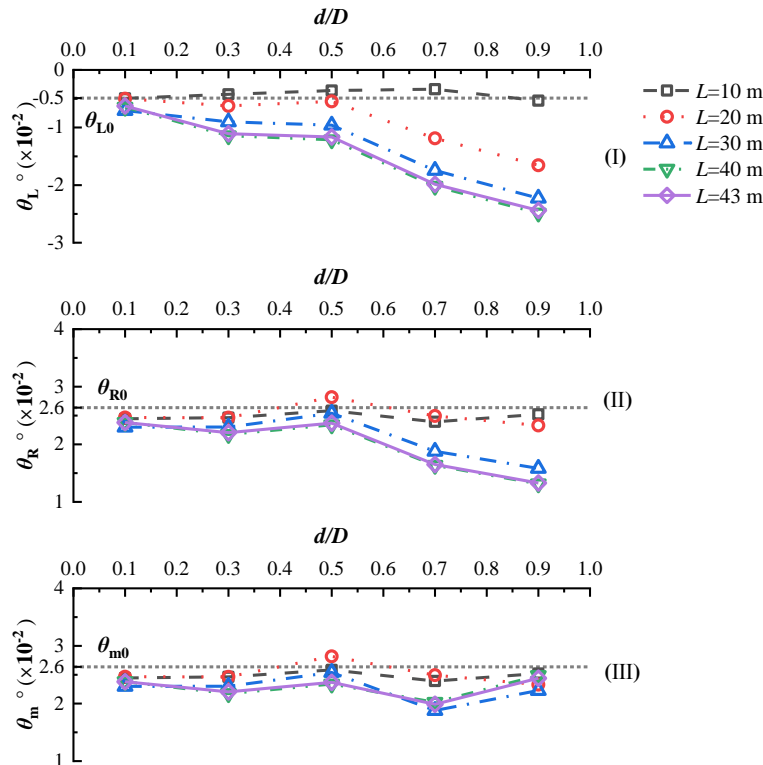 d/D
0.0 0.1 0.2 0.3 0.4 0.5 0.6 0.7 0.8 0.9 1.0
0
-0.5
-1
-2
-3
θL0
θL ° (×10-2)
L=10 m
L=20 m
L=30 m
L=40 m
L=43 m
(I)
d/D
0.0 0.1 0.2 0.3 0.4 0.5 0.6 0.7 0.8 0.9 1.0
4
3
2.6
2
1
θR0
θR ° (×10-2)
(II)
d/D
0.0 0.1 0.2 0.3 0.4 0.5 0.6 0.7 0.8 0.9 1.0
4
3
2.6
2
1
θm0
θm ° (×10-2)
(III)